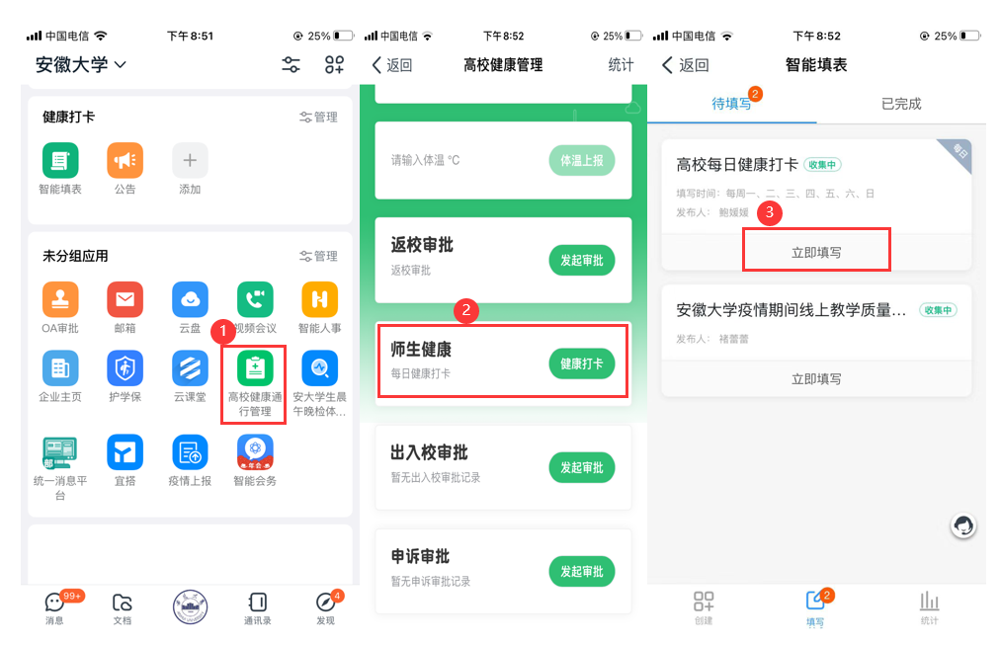 中国电信
下午8:51
25%
安徽大学
健康打卡
管理
智能填表
公告
添加
未分组应用
管理
OA审批
邮箱
云盘
视频会议
智能人事
1
企业主页
护学保
云课堂
高校健康通
行管理
安大学生晨
午晚检体...
统一消息平
台
宜搭
疫情上报
年会
智能会务
99+
消息
文档
通讯录
4
发现
中国电信
下午8:52
25%
返回
高校健康管理
统计
请输入体温 ℃
体温上报
返校审批
返校审批
发起审批
2
师生健康
每日健康打卡
健康打卡
出入校审批
暂无出入校审批记录
发起审批
申诉审批
暂无申诉审批记录
发起审批
中国电信
下午8:52
25%
返回
智能填表
待填写
2
已完成
每日
高校每日健康打卡
收集中
填写时间：每周一、二、三、四、五、六、日
发布人：鲍媛媛
3
立即填写
安徽大学疫情期间线上教学质量...
收集中
发布人：褚蕾蕾
立即填写
创建
2
填写
统计